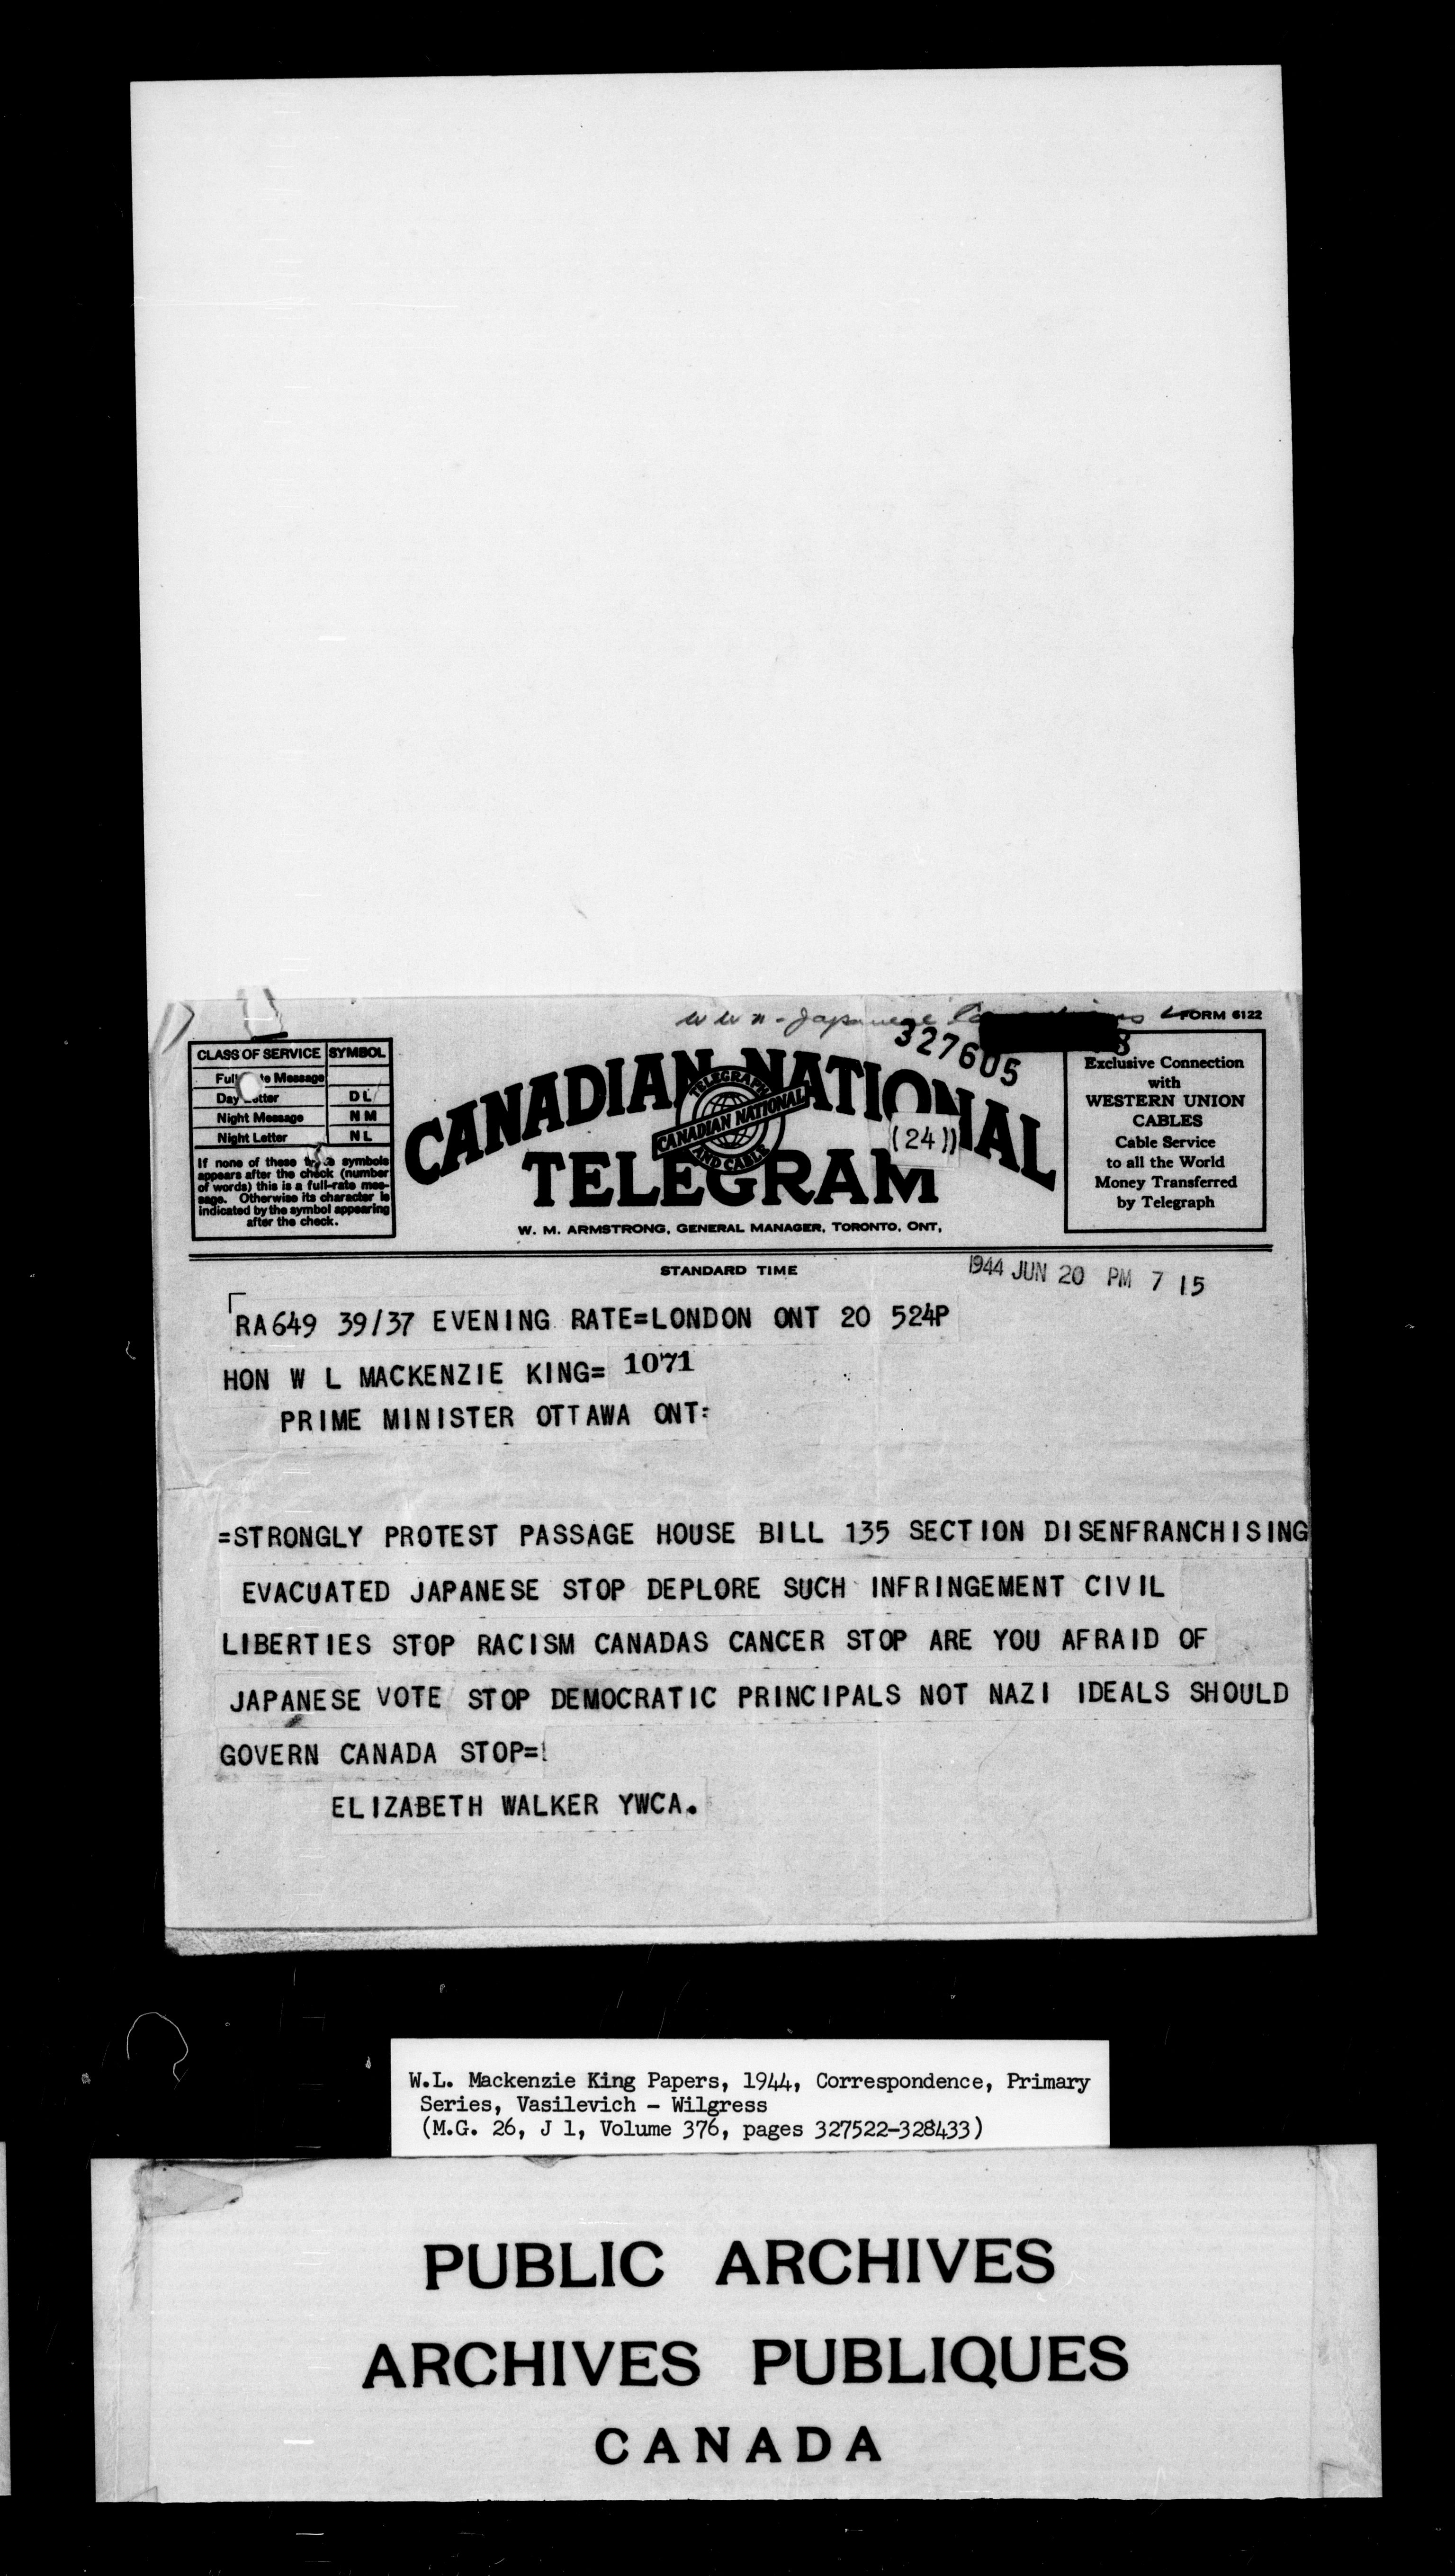 FORM 6122
327605
CLASS OF SERVICE SYMBOL
Message
Day DL
Night Message NM
Night Letter NL
If none of these symbols
appears after the check (number
of words) this is a full-rate mes-
sage. Otherwise its character is
indicated by the symbol appearing
after the check.
CANADIAN NATIONAL
TELEGRAPH
CANADIAN NATIONAL
AND CABLE
(24)
TELEGRAM
W. M. ARMSTRONG, GENERAL MANAGER, TORONTO, ONT,
Exclusive Connection
with
WESTERN UNION
CABLES
Cable Service
to all the World
Money Transferred
by Telegraph
STANDARD TIME
1944 JUN 20 PM 7 15
RA649 39/37 EVENING RATE=LONDON ONT 20 524P
HON W L MACKENZIE KING= 1071
PRIME MINISTER OTTAWA ONT=
=STRONGLY PROTEST PASSAGE HOUSE BILL 135 SECTION DISENFRANCHISING
EVACUATED JAPANESE STOP DEPLORE SUCH INFRINGEMENT CIVIL
LIBERTIES STOP RACISM CANADAS CANCER STOP ARE YOU AFRAID OF
JAPANESE VOTE STOP DEMOCRATIC PRINCIPALS NOT NAZI IDEALS SHOULD
GOVERN CANADA STOP=
ELIZABETH WALKER YWCA.
W.L. Mackenzie King Papers, 1944, Correspondence, Primary
Series, Vasilevich - Wilgress
(M.G. 26, J 1, Volume 376, pages 327522-328433)
PUBLIC ARCHIVES
ARCHIVES PUBLIQUES
CANADA